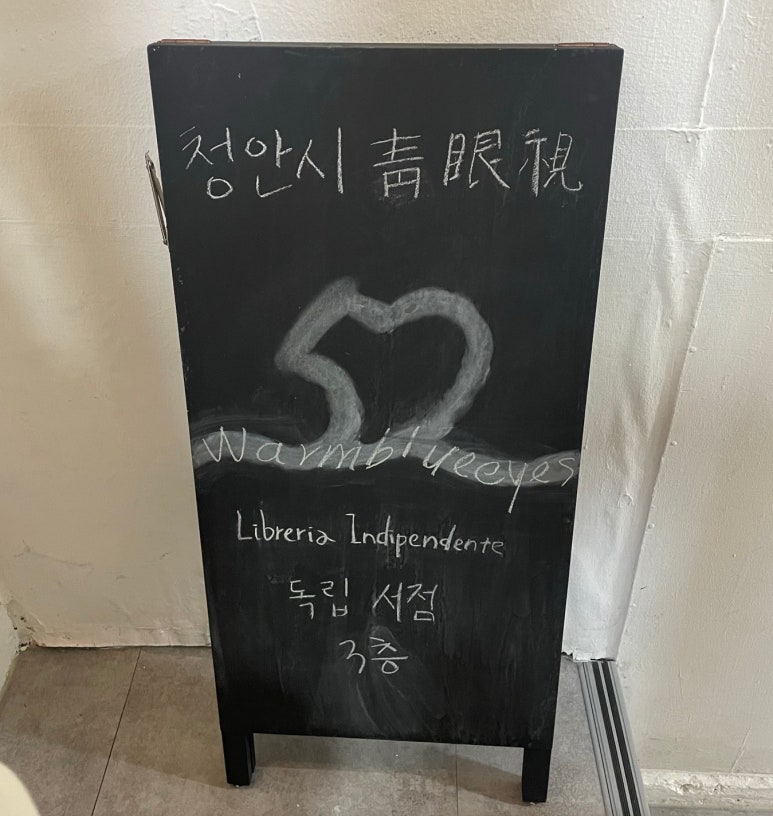 청안시 靑眼視
Warmblueeyes
Libreria Indipendente
독립 서점
3층